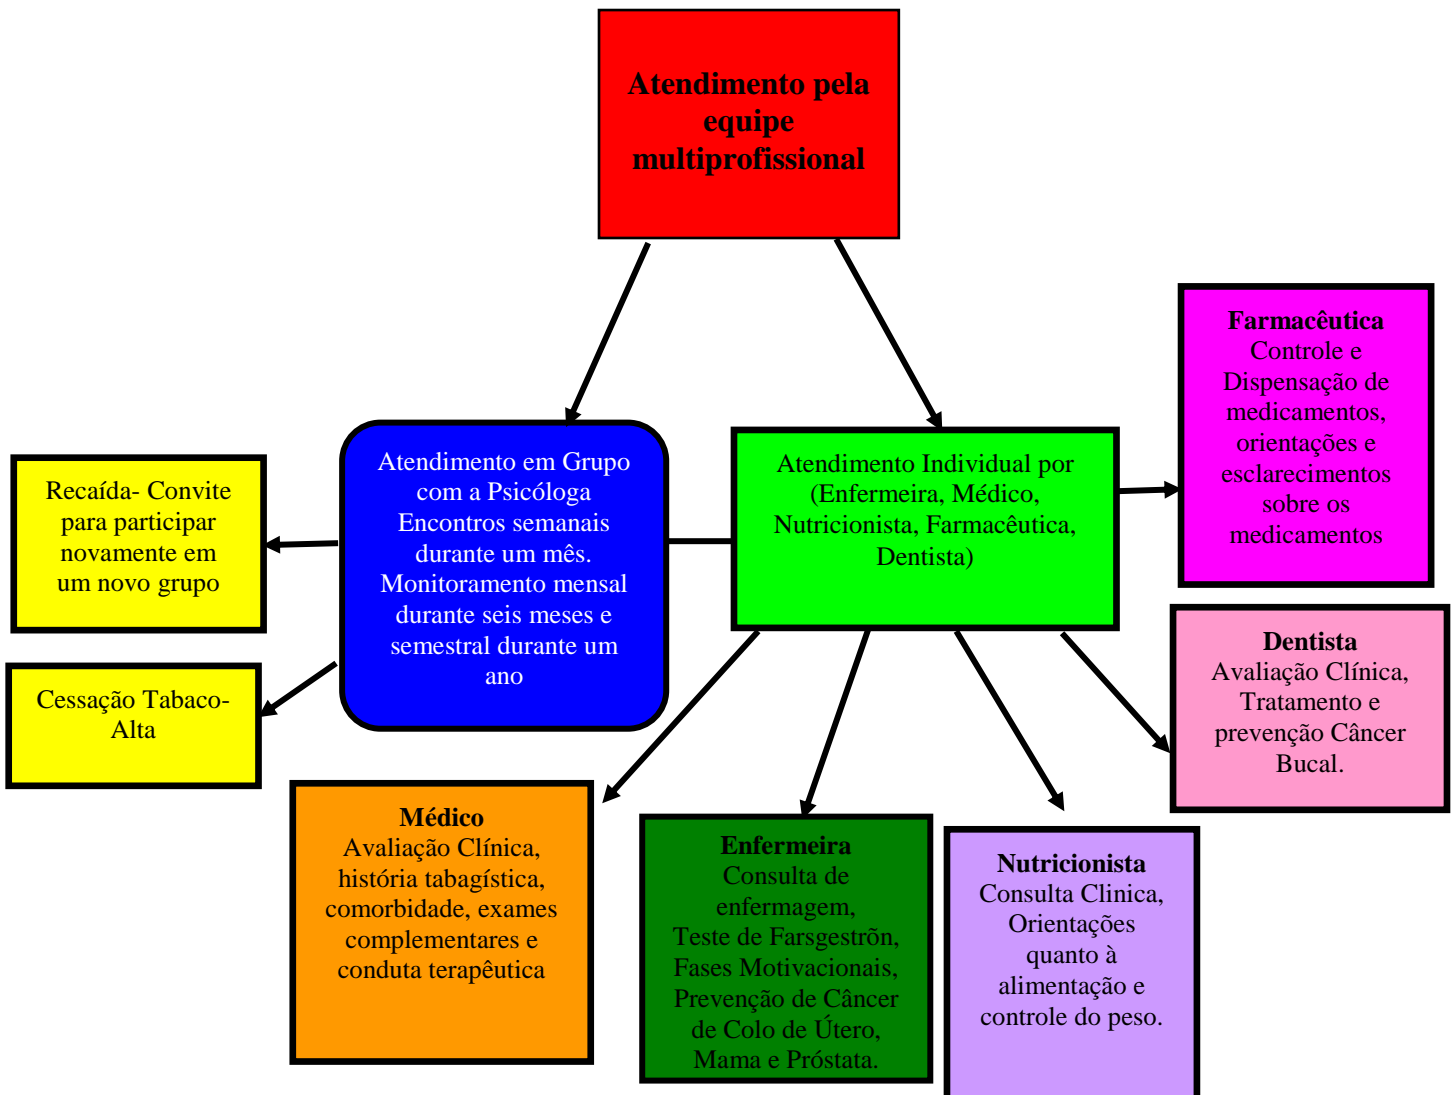 Atendimento pela
equipe
multiprofissional
Farmacêutica
Controle e
Dispensação de
medicamentos,
orientações e
esclarecimentos
sobre os
medicamentos
Atendimento em Grupo
com a Psicóloga
Encontros semanais
durante um mês.
Monitoramento mensal
durante seis meses e
semestral durante um
ano
Atendimento Individual por
(Enfermeira, Médico,
Nutricionista, Farmacêutica,
Dentista)
Recaída- Convite
para participar
novamente em
um novo grupo
Cessação Tabaco-
Alta
Dentista
Avaliação Clínica,
Tratamento e
prevenção Câncer
Bucal.
Médico
Avaliação Clínica,
história tabagística,
comorbidade, exames
complementares e
conduta terapêutica
Enfermeira
Consulta de
enfermagem,
Teste de Farsgestrõn,
Fases Motivacionais,
Prevenção de Câncer
de Colo de Útero,
Mama e Próstata.
Nutricionista
Consulta Clinica,
Orientações
quanto à
alimentação e
controle do peso.